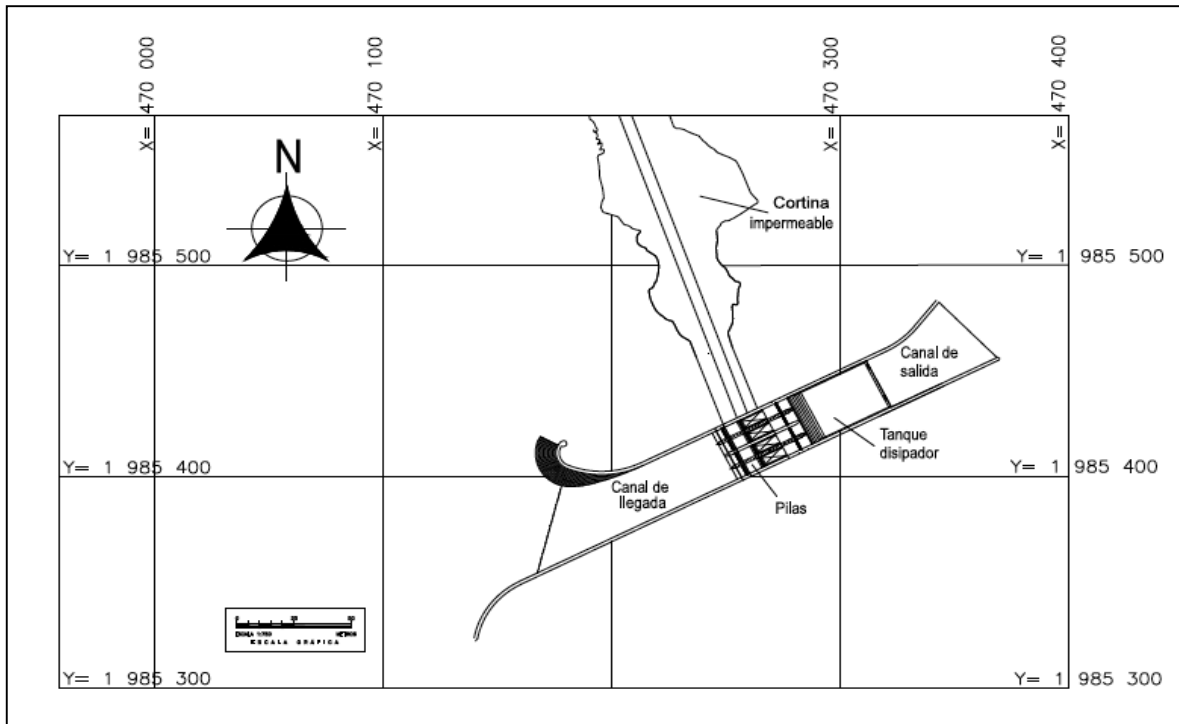 X= 470 000
X= 470 100
X= 470 300
X= 470 400
N
Cortina
impermeable
Y= 1 985 500
Y= 1 985 500
Canal de
salida
Tanque
disipador
Y= 1 985 400
Y= 1 985 400
Canal de
llegada
Pilas
METROS
ESCALA GRÁFICA
Y= 1 985 300
Y= 1 985 300